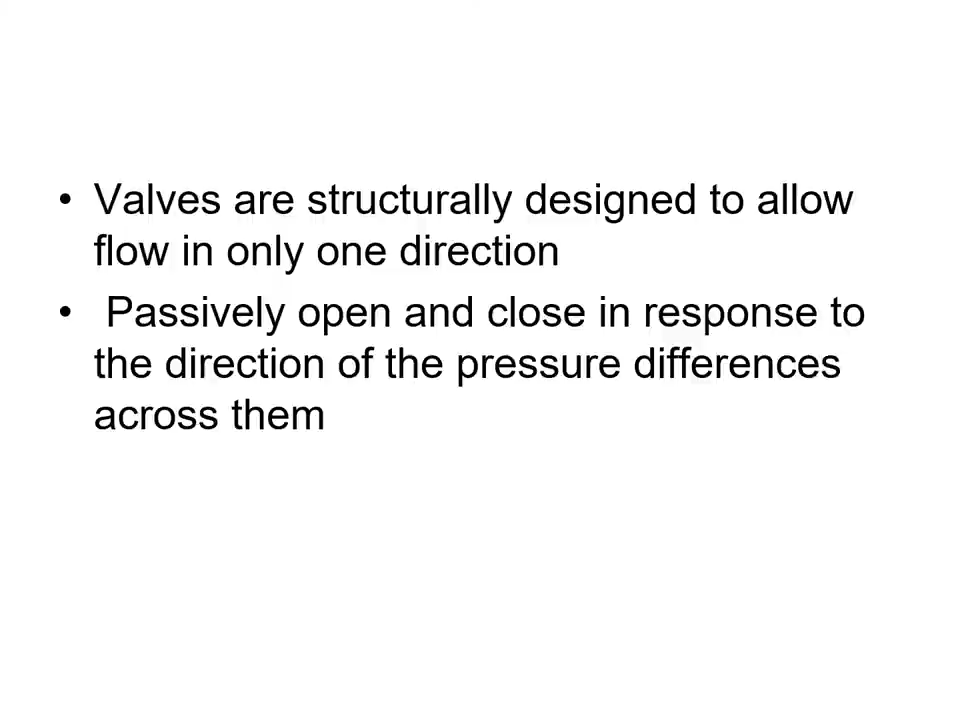 • Valves are structurally designed to allow
flow in only one direction
• Passively open and close in response to
the direction of the pressure differences
across them